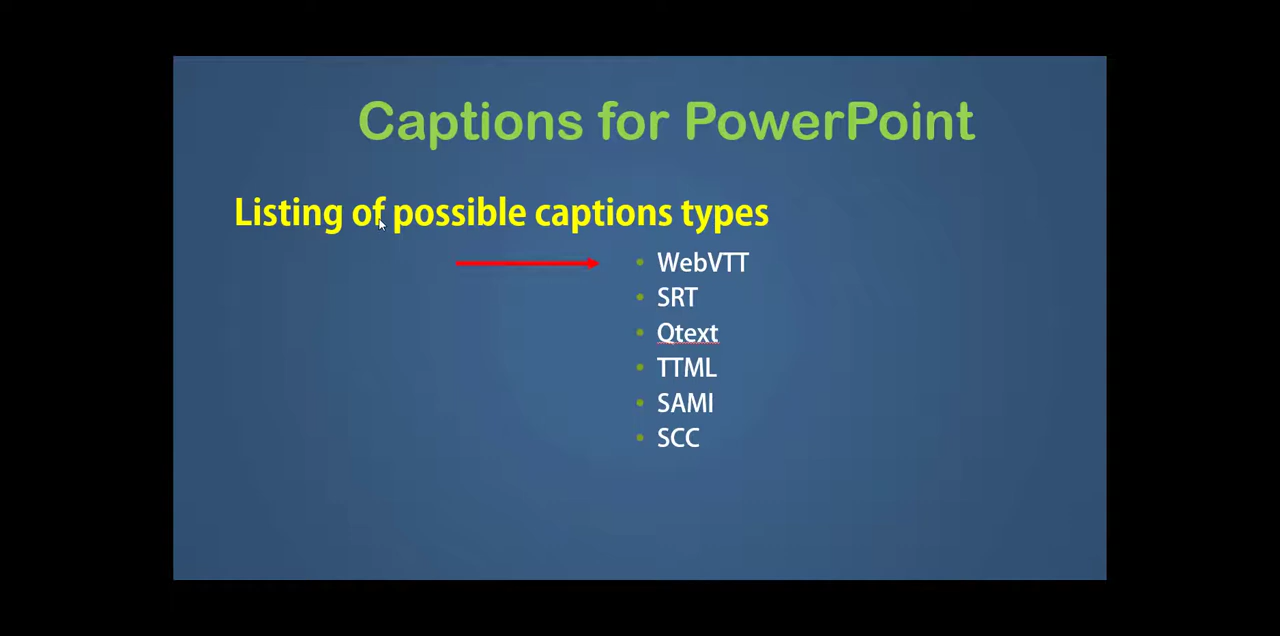 Captions for PowerPoint
Listing of possible captions types
WebVTT
SRT
Qtext
TTML
SAMI
SCC